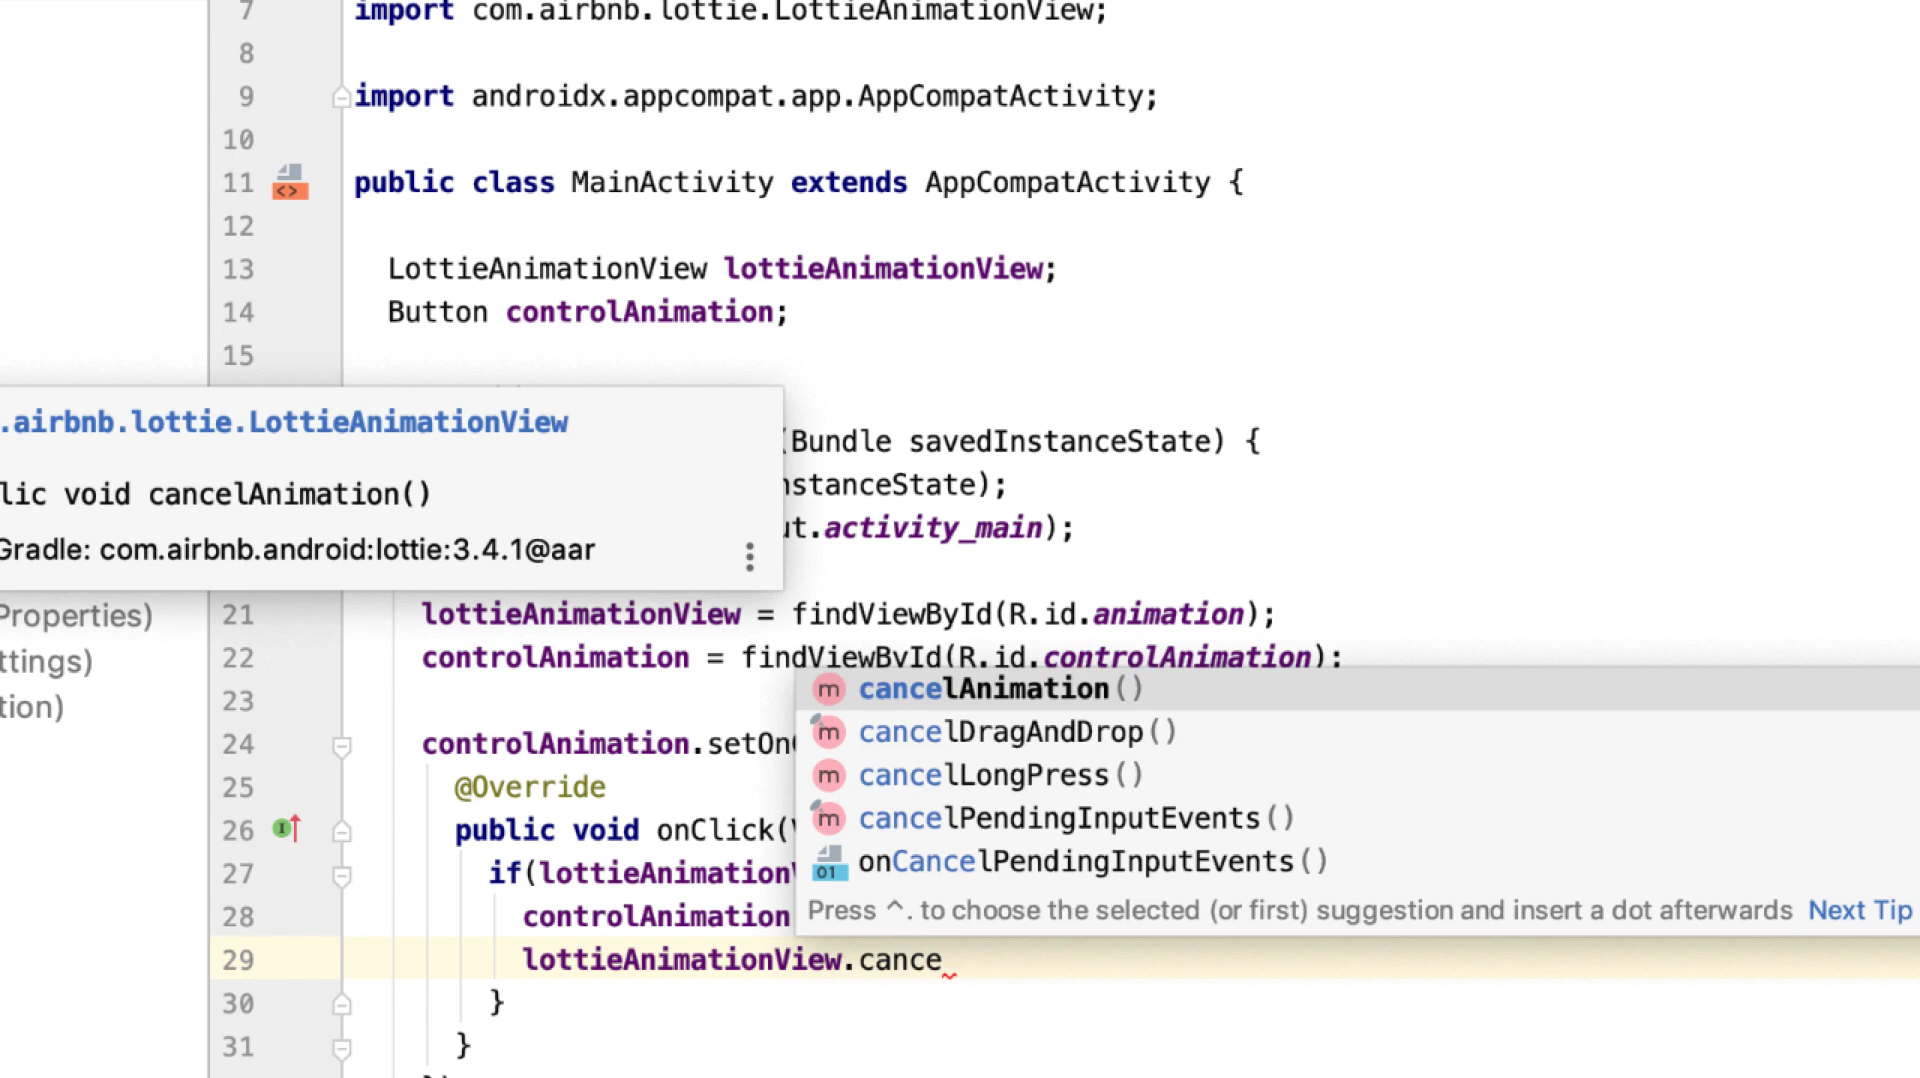 7 import com.airbnb.lottie.LottieAnimationView;
8
9 import androidx.appcompat.app.AppCompatActivity;
10
11 public class MainActivity extends AppCompatActivity {
12
13 LottieAnimationView lottieAnimationView;
14 Button controlAnimation;
15
.airbnb.lottie.LottieAnimationView
(Bundle savedInstanceState) {
lic void cancelAnimation()
nstanceState);
ut.activity_main);
Gradle: com.airbnb.android:lottie:3.4.1@aar
Properties)
21 lottieAnimationView = findViewById(R.id.animation);
ttings)
22 controlAnimation = findViewById(R.id.controlAnimation);
tion)
23
cancelAnimation()
cancelDragAndDrop()
24 controlAnimation.setOn
cancelLongPress()
25 @Override
cancelPendingInputEvents()
26 public void onClick(
onCancelPendingInputEvents()
27 if(lottieAnimation
Press ^. to choose the selected (or first) suggestion and insert a dot afterwards Next Tip
28 controlAnimation
29 lottieAnimationView.cance
30 }
31 }